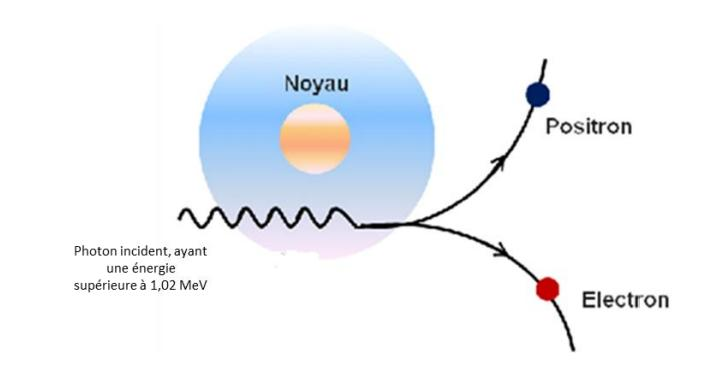 Noyau
Positron
Photon incident, ayant
une énergie
supérieure à 1,02 MeV
Electron